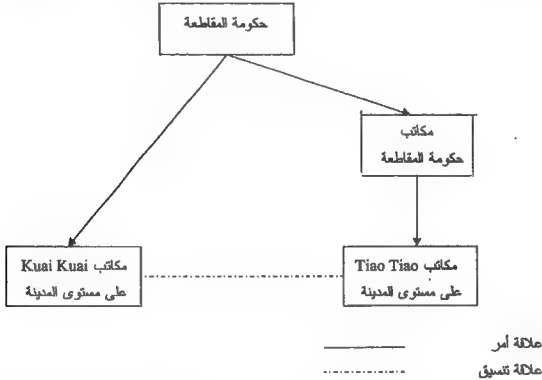 حكومة المقاطعة
مكاتب
حكومة المقاطعة
مكاتب Tiao Tiao
على مستوى المدينة
مكاتب Kuai Kuai
على مستوى المدينة
علاقة أمر
علاقة تنسيق